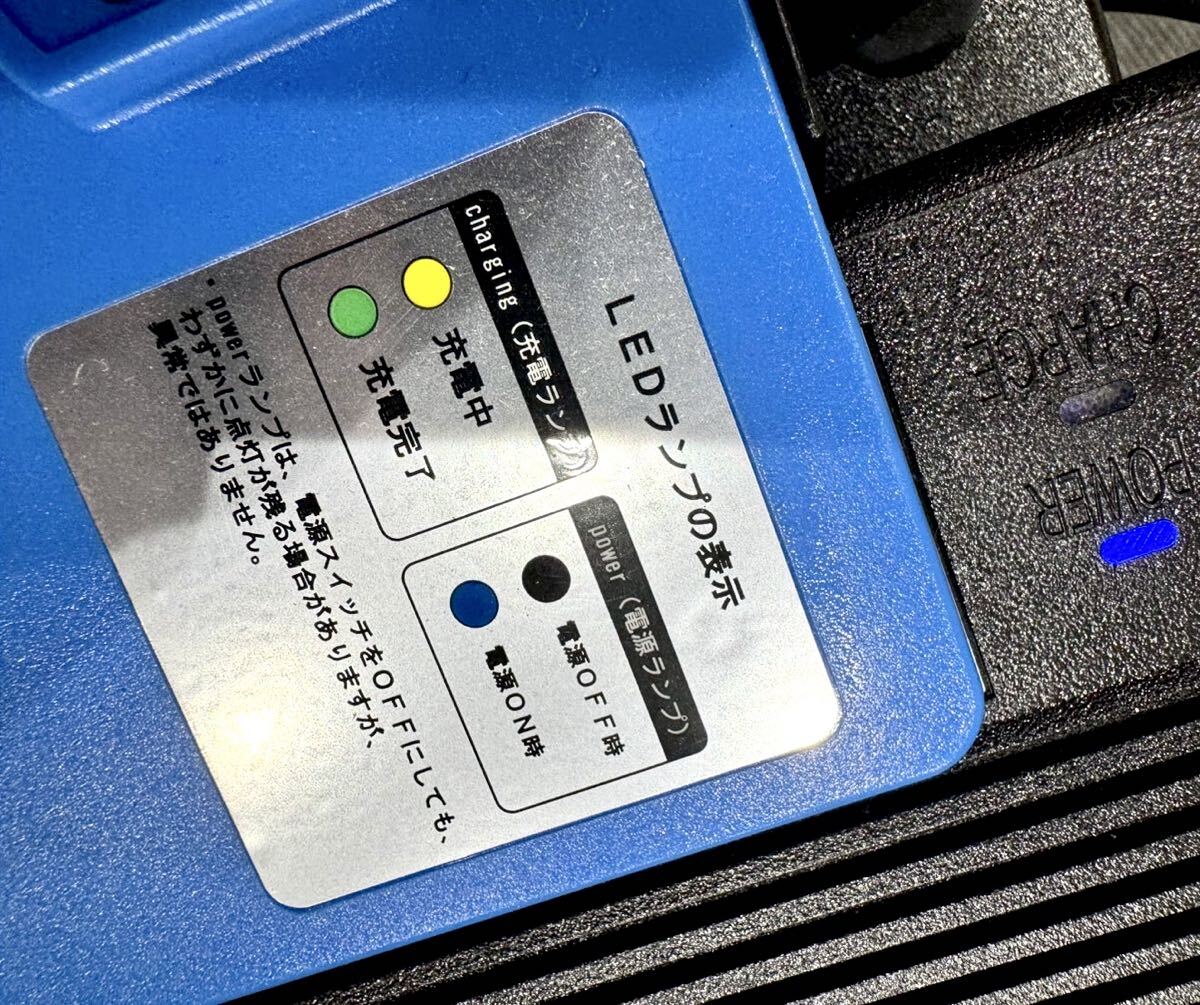 LEDランプの表示
charging(充電ランプ)
充電中
充電完了
power(電源ランプ)
電源OFF時
電源ON時
・powerランプは、電源スイッチをOFFにしても、
わずかに点灯が残る場合がありますが、
異常ではありません。
CHARGE
POWER